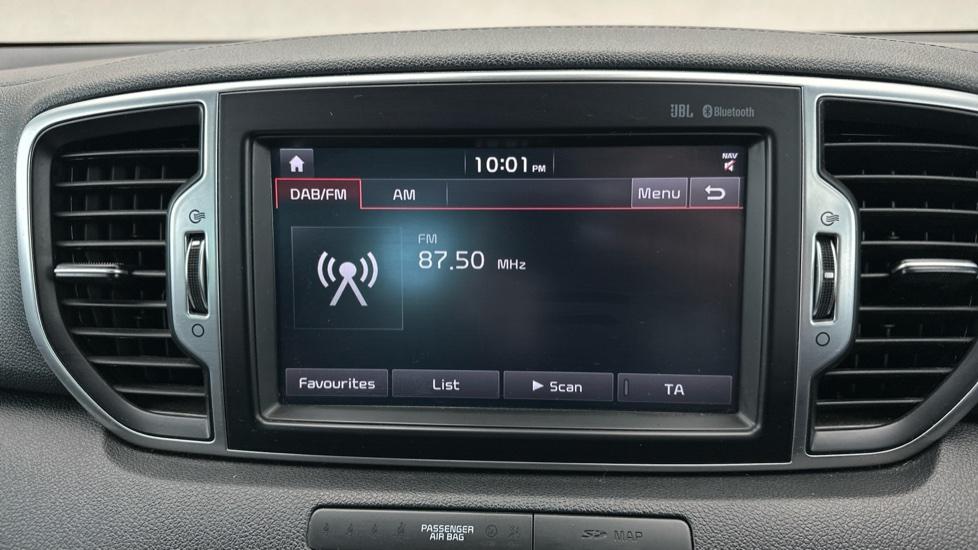 JBL Bluetooth
10:01 PM
NAV
DAB/FM AM Menu
FM
87.50 MHz
Favourites List Scan TA
PASSENGER
AIR BAG
SD MAP